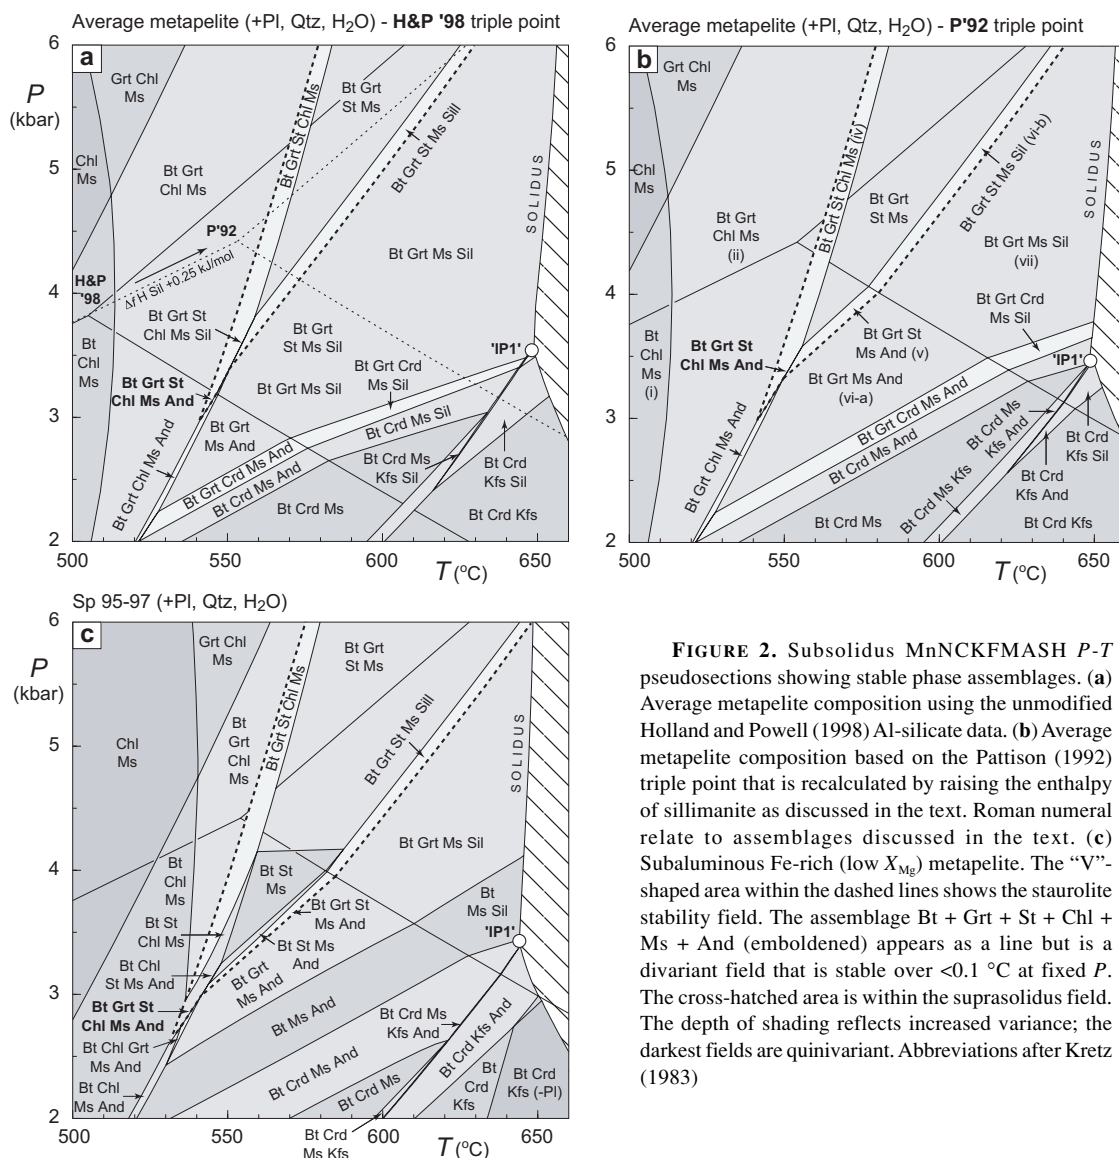 Average metapelite (+Pl, Qtz, H₂O) - H&P '98 triple point
a
P
(kbar)
6
5
4
3
2
500
550
600
650
T (°C)
Grt Chl
Ms
Chl
Ms
Bt Grt
Chl Ms
Bt Grt St Chl Ms
Bt Grt
St Ms
Bt Grt St Ms Sill
SOLIDUS
P'92
H&P
'98
Δf H Sil +0.25 kJ/mol
Bt Grt Ms Sil
Bt Grt St
Chl Ms Sil
Bt Grt
St Ms Sil
Bt
Chl
Ms
Bt Grt St
Chl Ms And
Bt Grt Ms Sil
Bt Grt Crd
Ms Sil
'IP1'
Bt Grt
Ms And
Bt Crd Ms Sil
Bt Grt Chl Ms And
Bt Grt Crd Ms And
Bt Crd Ms And
Bt Crd Ms
Kfs Sil
Bt Crd
Kfs Sil
Bt Crd Ms
Bt Crd Kfs
Average metapelite (+Pl, Qtz, H₂O) - P'92 triple point
b
6
5
4
3
2
500
550
600
650
T (°C)
Grt Chl
Ms
Chl
Ms
Bt Grt
Chl Ms
(ii)
Bt Grt St Chl Ms (iv)
Bt Grt
St Ms
Bt Grt St Ms Sil (vi-b)
SOLIDUS
Bt Grt Ms Sil
(vii)
Bt Grt Crd
Ms Sil
Bt
Chl
Ms
(i)
Bt Grt St
Chl Ms And
Bt Grt St
Ms And (v)
Bt Grt Ms And
(vi-a)
'IP1'
Bt Grt Chl Ms And
Bt Grt Crd Ms And
Bt Crd Ms And
Bt Crd Ms
Kfs And
Bt Crd
Kfs Sil
Bt Crd
Kfs And
Bt Crd Ms
Bt Crd Ms Kfs
Bt Crd Kfs
Sp 95-97 (+Pl, Qtz, H₂O)
c
P
(kbar)
6
5
4
3
2
500
550
600
650
T (°C)
Grt Chl
Ms
Chl
Ms
Bt
Grt
Chl
Ms
Bt Grt St Chl Ms
Bt Grt
St Ms
Bt Grt St Ms Sill
SOLIDUS
Bt Grt Ms Sil
Bt
Chl
Ms
Bt St
Ms
Bt
Ms Sil
Bt St
Chl Ms
Bt Grt St
Ms And
Bt St Ms
And
'IP1'
Bt Chl
St Ms And
Bt Grt
Ms And
Bt Grt St
Chl Ms And
Bt Ms And
Bt Crd Ms
Kfs And
Bt Chl Grt
Ms And
Bt Crd Kfs And
Bt Chl
Ms And
Bt Crd Ms And
Bt Crd Ms
Bt
Crd
Kfs
Bt Crd
Kfs (-Pl)
Bt Crd
Ms Kfs
FIGURE 2. Subsolidus MnNCKFMASH P-T
pseudosections showing stable phase assemblages. (a)
Average metapelite composition using the unmodified
Holland and Powell (1998) Al-silicate data. (b) Average
metapelite composition based on the Pattison (1992)
triple point that is recalculated by raising the enthalpy
of sillimanite as discussed in the text. Roman numeral
relate to assemblages discussed in the text. (c)
Subaluminous Fe-rich (low XMg) metapelite. The “V”-
shaped area within the dashed lines shows the staurolite
stability field. The assemblage Bt + Grt + St + Chl +
Ms + And (emboldened) appears as a line but is a
divariant field that is stable over <0.1 °C at fixed P.
The cross-hatched area is within the suprasolidus field.
The depth of shading reflects increased variance; the
darkest fields are quinivariant. Abbreviations after Kretz
(1983)